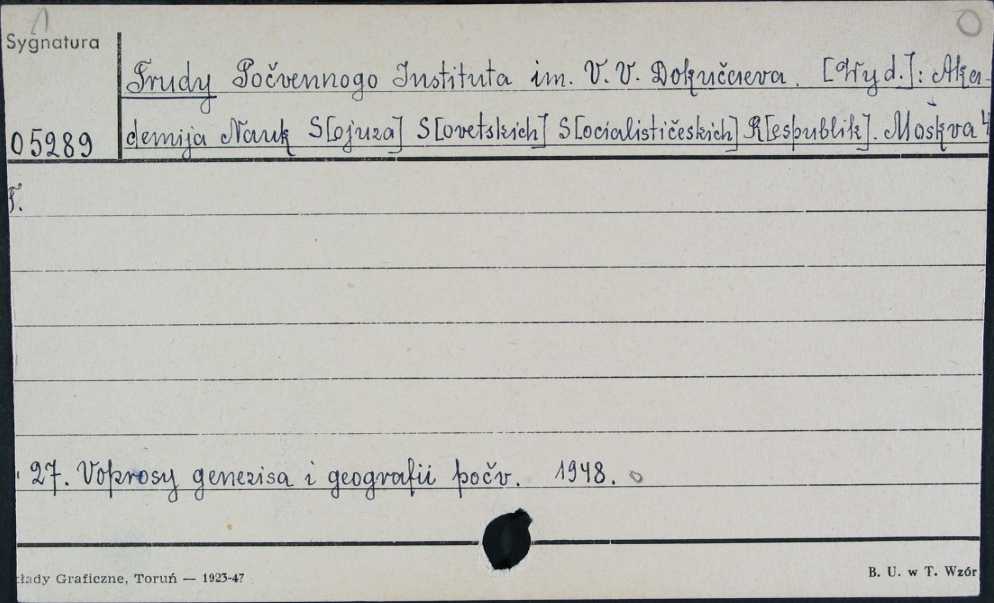 Sygnatura
Trudy Počvennogo Instituta im. V. V. Dokučaeva. [Wyd.]: Aka-
05289
demija Nauk S[ojuza] S[ovetskich] S[ocialističeskich] R[espublik]. Moskva
T.
27. Voprosy genezisa i geografii počv. 1948.
kłady Graficzne, Toruń — 1923-47
B. U. w T. Wzór